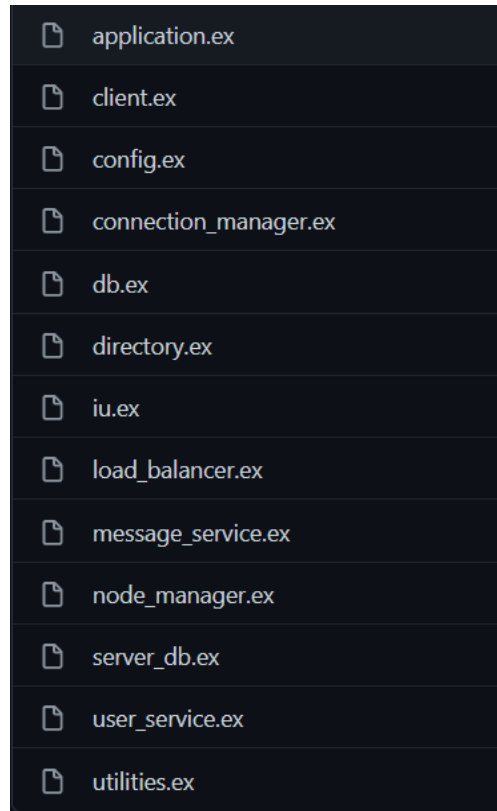 application.ex
client.ex
config.ex
connection_manager.ex
db.ex
directory.ex
iu.ex
load_balancer.ex
message_service.ex
node_manager.ex
server_db.ex
user_service.ex
utilities.ex